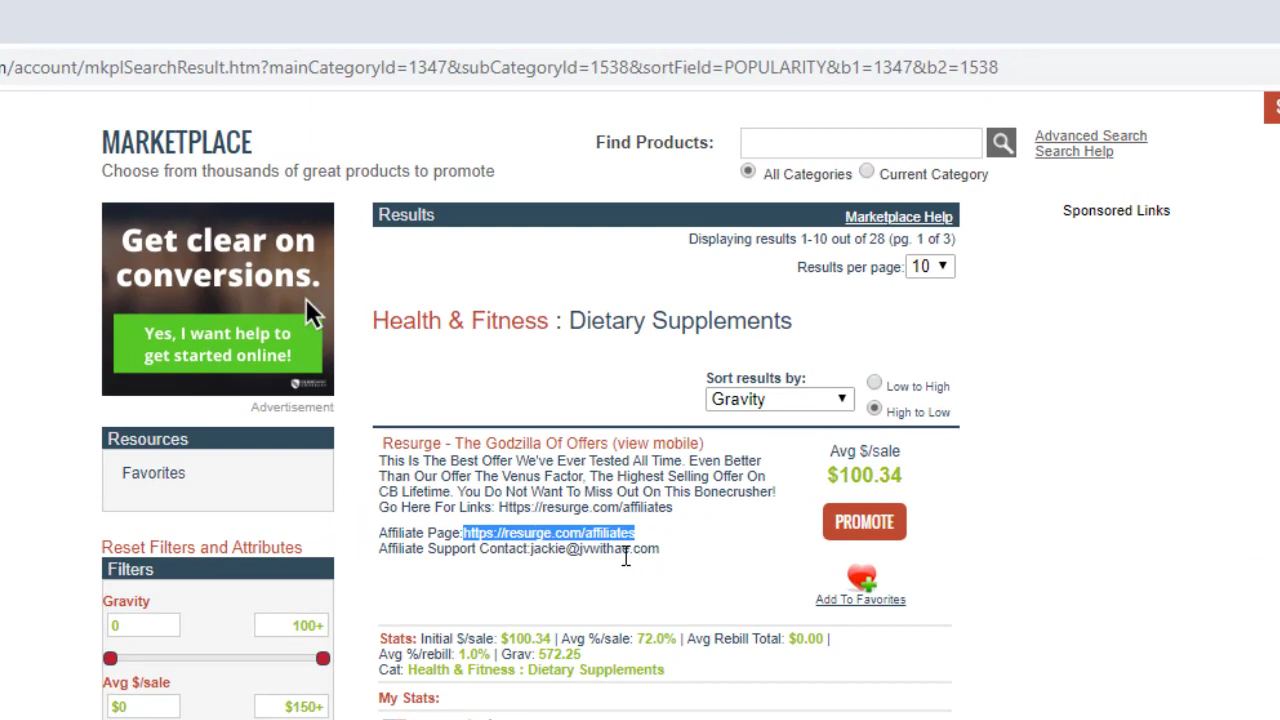 /account/mkplSearchResult.htm?mainCategoryId=1347&subCategoryId=1538&sortField=POPULARITY&b1=1347&b2=1538
MARKETPLACE
Choose from thousands of great products to promote
Find Products:
Advanced Search
Search Help
All Categories
Current Category
Get clear on
conversions.
Yes, I want help to
get started online!
Advertisement
Resources
Favorites
Reset Filters and Attributes
Filters
Gravity
0
100+
Avg $/sale
$0
$150+
Results
Marketplace Help
Displaying results 1-10 out of 28 (pg. 1 of 3)
Results per page: 10
Health & Fitness : Dietary Supplements
Sort results by:
Gravity
Low to High
High to Low
Resurge - The Godzilla Of Offers (view mobile)
This Is The Best Offer We've Ever Tested All Time. Even Better
Than Our Offer The Venus Factor, The Highest Selling Offer On
CB Lifetime. You Do Not Want To Miss Out On This Bonecrusher!
Go Here For Links: Https://resurge.com/affiliates
Affiliate Page:https://resurge.com/affiliates
Affiliate Support Contact:jackie@jvwithae.com
Avg $/sale
$100.34
PROMOTE
Add To Favorites
Stats: Initial $/sale: $100.34 | Avg %/sale: 72.0% | Avg Rebill Total: $0.00 |
Avg %/rebill: 1.0% | Grav: 572.25
Cat: Health & Fitness : Dietary Supplements
My Stats:
Sponsored Links